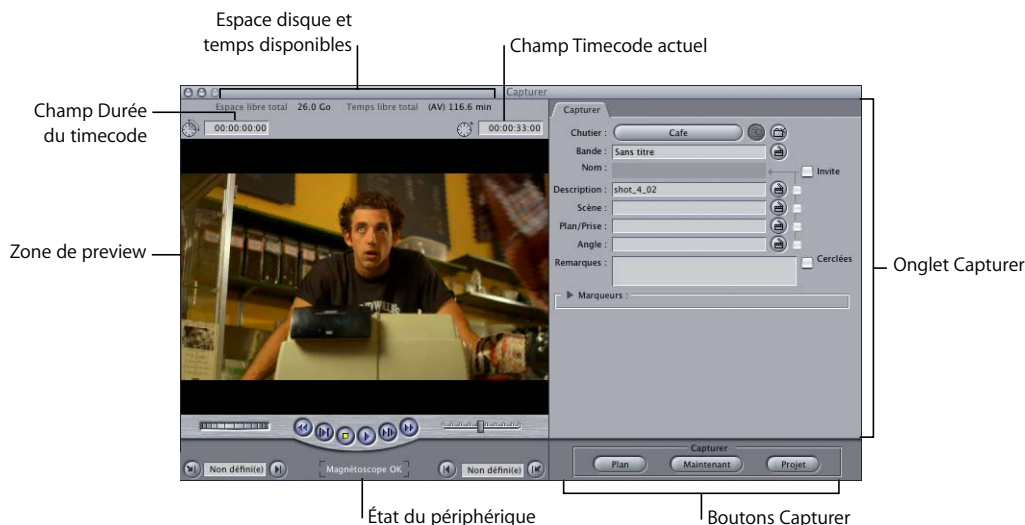 Espace disque et
temps disponibles
Champ Timecode actuel
Champ Durée
du timecode
Capturer
Espace libre total 26.0 Go Temps libre total (AV) 116.6 min
00:00:00:00
00:00:33:00
Capturer
Chutier : Cafe
Bande : Sans titre
Nom : Invite
Description : shot_4_02
Scène :
Plan/Prise :
Angle :
Remarques : Cerclées
Marqueurs :
Zone de preview
Onglet Capturer
Non défini(e)
Magnétoscope OK
Non défini(e)
Capturer
Plan
Maintenant
Projet
État du périphérique
Boutons Capturer